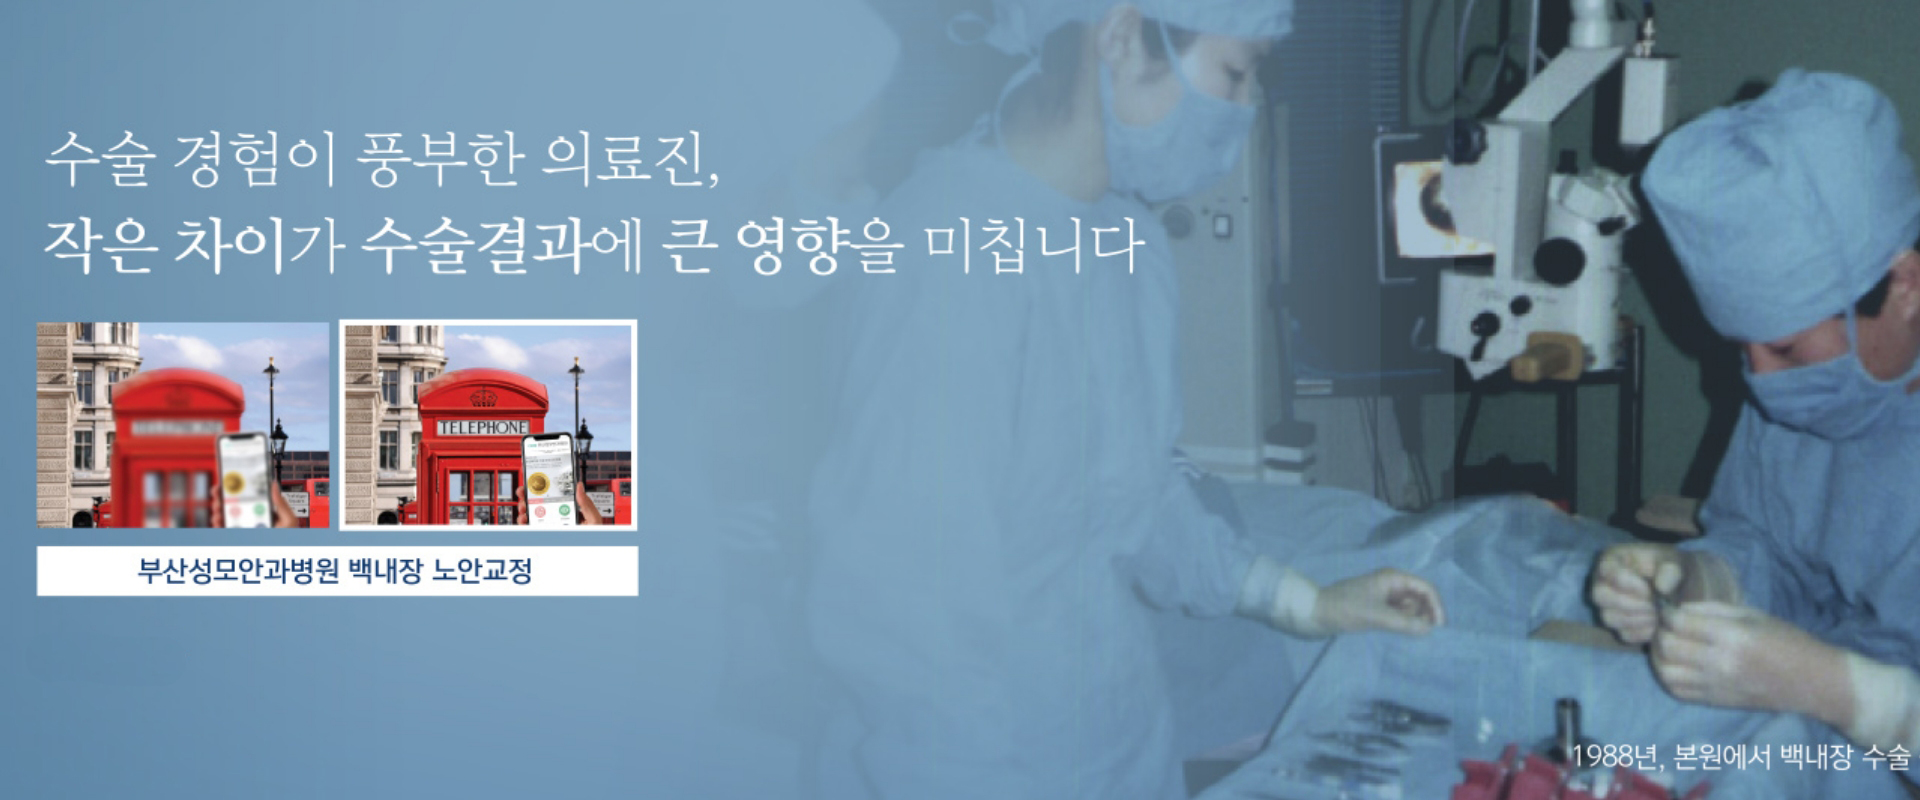 수술 경험이 풍부한 의료진,
작은 차이가 수술결과에 큰 영향을 미칩니다
TELEPHONE
부산성모안과병원 백내장 노안교정
1988년, 본원에서 백내장 수술